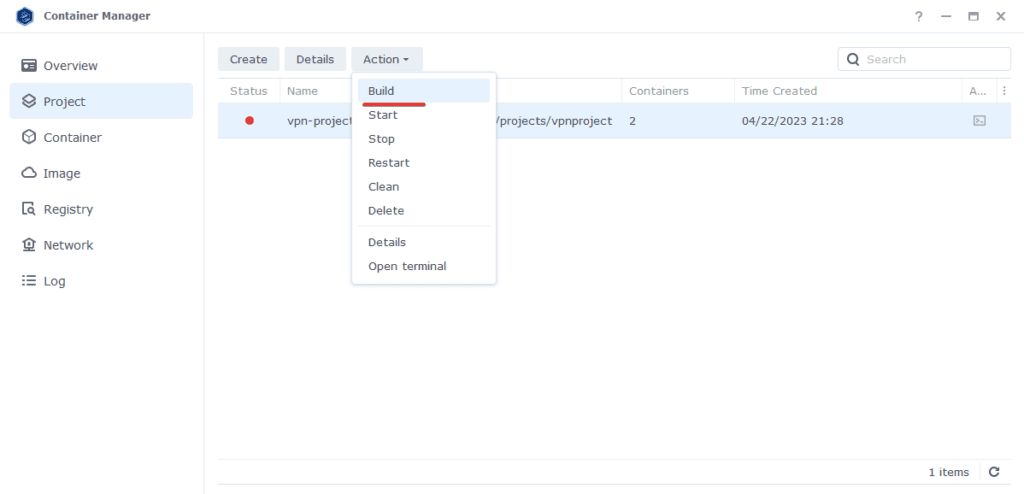 Container Manager
Overview
Project
Container
Image
Registry
Network
Log
Create Details Action
Search
Status Name Containers Time Created A...
vpn-project /projects/vpnproject 2 04/22/2023 21:28
Build
Start
Stop
Restart
Clean
Delete
Details
Open terminal
1 items